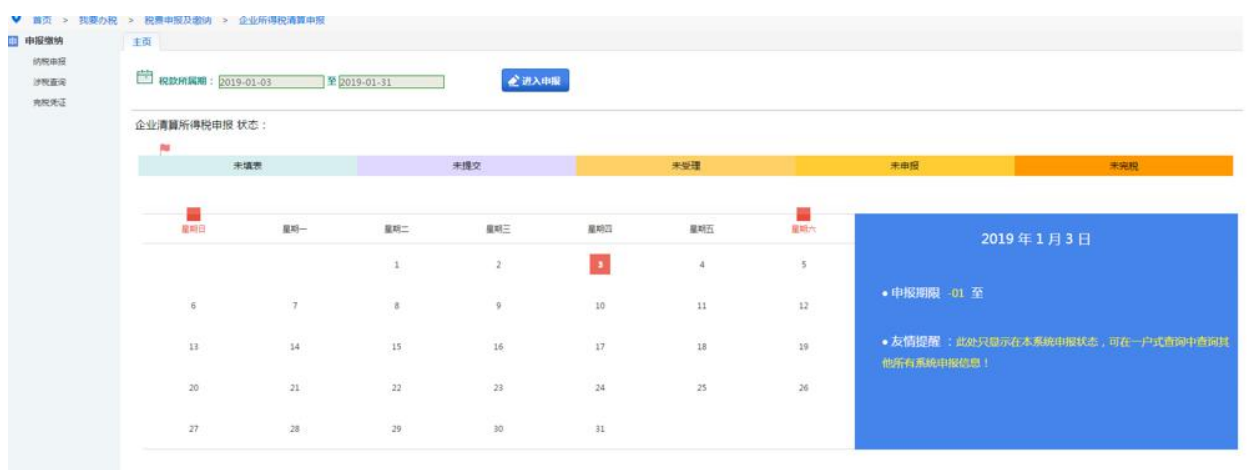 首页 > 我要办税 > 税费申报及缴纳 > 企业所得税清算申报
申报缴纳
纳税申报
涉税查询
完税凭证
主页
税款所属期： 2019-01-03 至 2019-01-31 进入申报
企业清算所得税申报 状态：
未填表 未提交 未受理 未申报 未完税
星期日 星期一 星期二 星期三 星期四 星期五 星期六
1 2 3 4 5
6 7 8 9 10 11 12
13 14 15 16 17 18 19
20 21 22 23 24 25 26
27 28 29 30 31
2019 年 1 月 3 日
• 申报期限 -01 至
• 友情提醒 ：此处只显示在本系统申报状态，可在一户式查询中查询其
他所有系统申报信息！